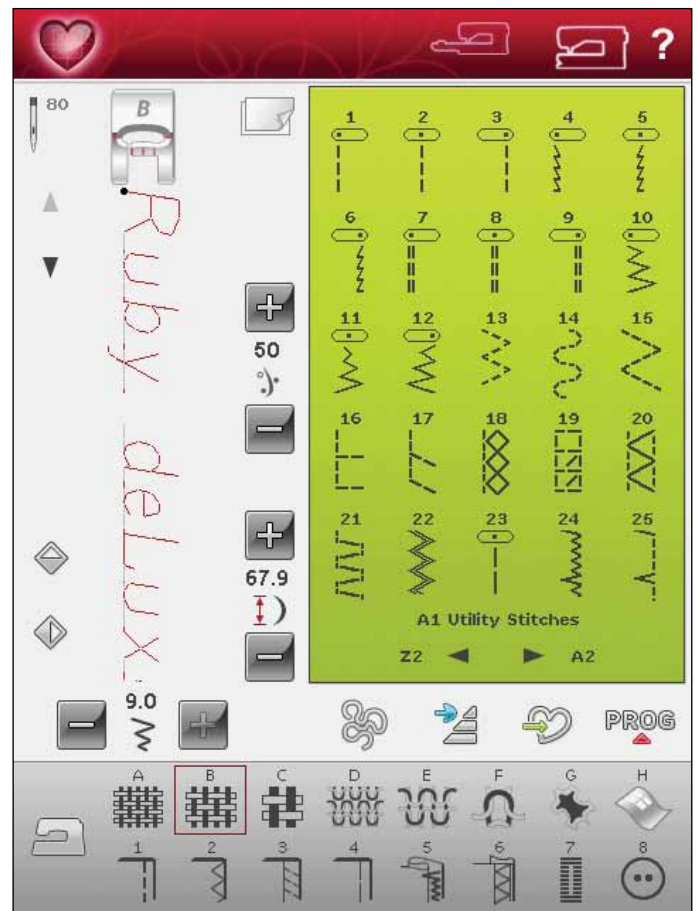 ?
80
B
Ruby deLux
1 2 3 4 5
6 7 8 9 10
50
11 12 13 14 15
16 17 18 19 20
67.9
21 22 23 24 25
A1 Utility Stitches
Z2 A2
9.0
PROG
A B C D E F G H
1 2 3 4 5 6 7 8